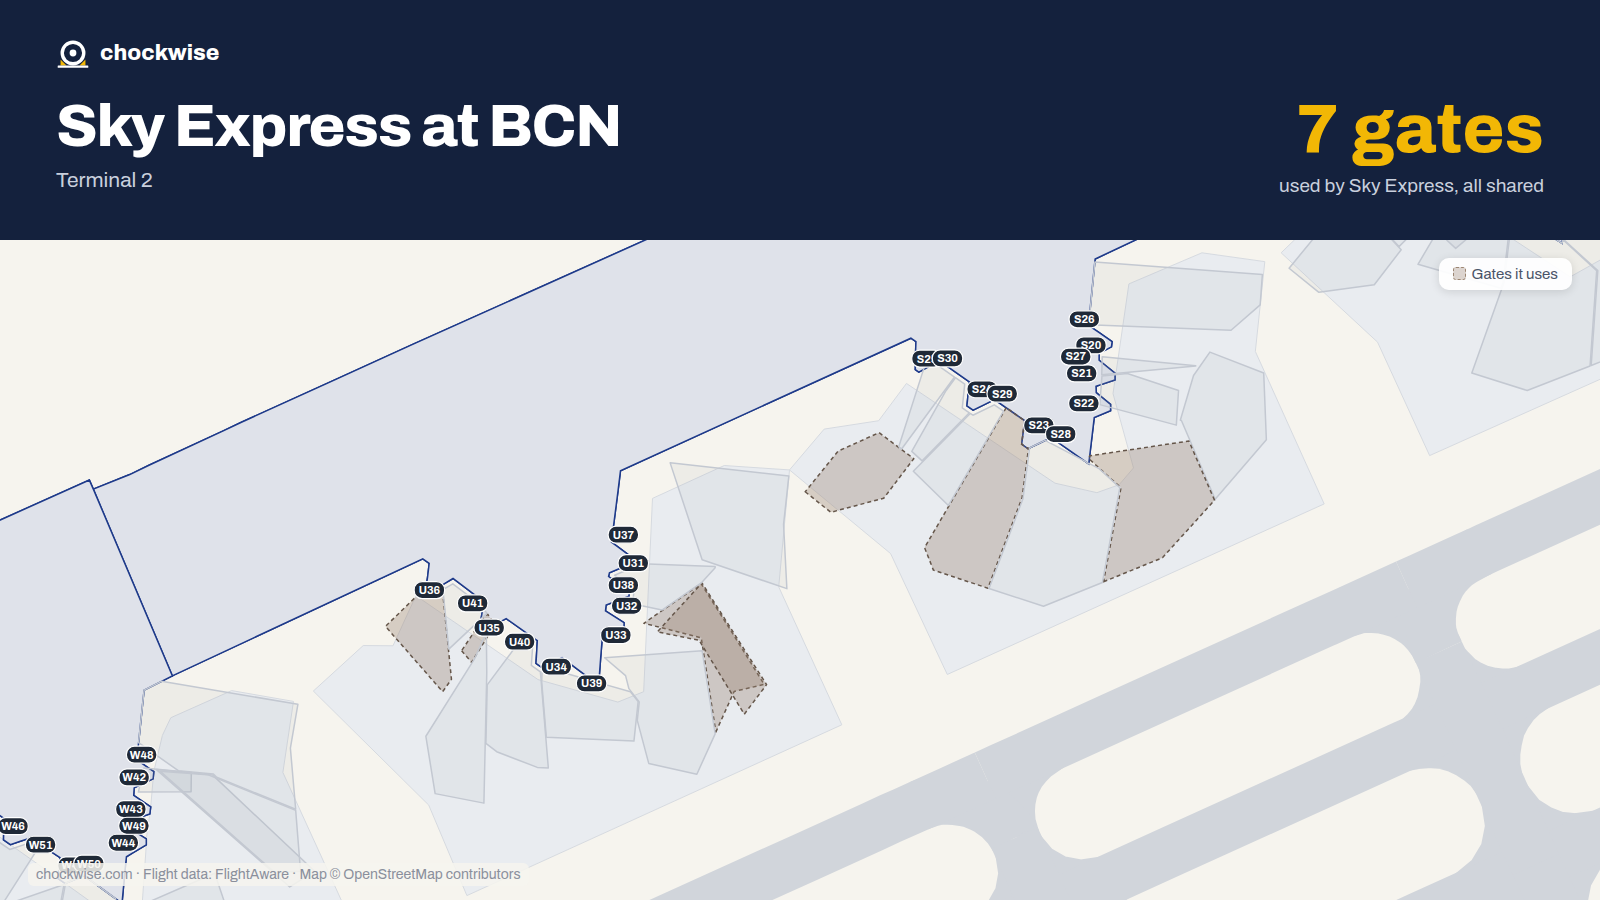 chockwise
Sky Express at BCN
Terminal 2
7 gates
used by Sky Express, all shared
Gates it uses
S26
S20
S27
S21
S22
S30
S29
S23
S28
U37
U31
U38
U32
U33
U36
U41
U35
U40
U34
U39
W48
W42
W43
W49
W44
W46
W51
W50
chockwise.com · Flight data: FlightAware · Map © OpenStreetMap contributors